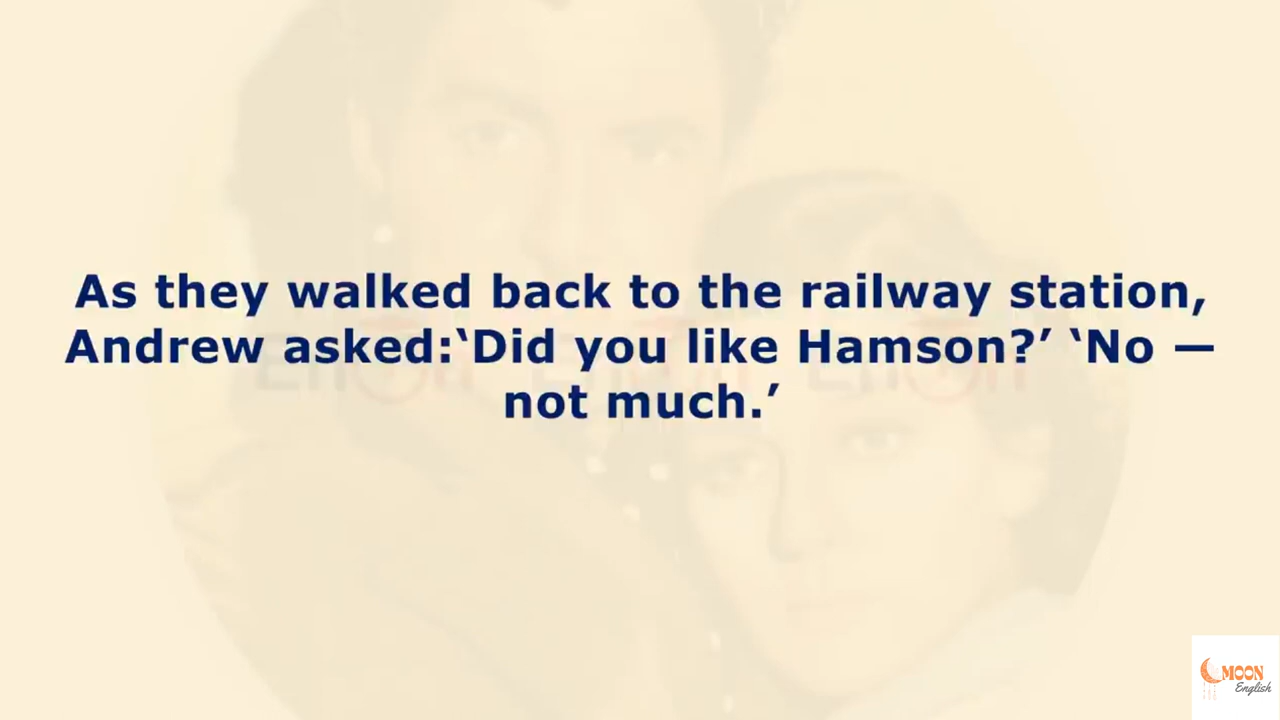 As they walked back to the railway station,
Andrew asked:‘Did you like Hamson?’ ‘No —
not much.’
MOON
English